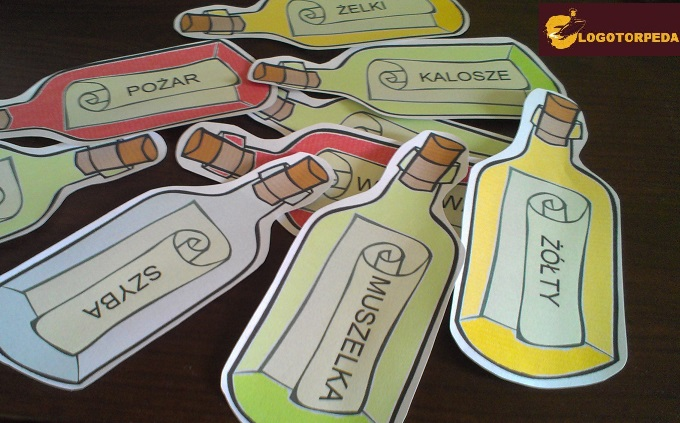 ŻELKI
LOGOTORPEDA
POŻAR
KALOSZE
W
W
SZYBA
MUSZELKA
ŻÓŁTY